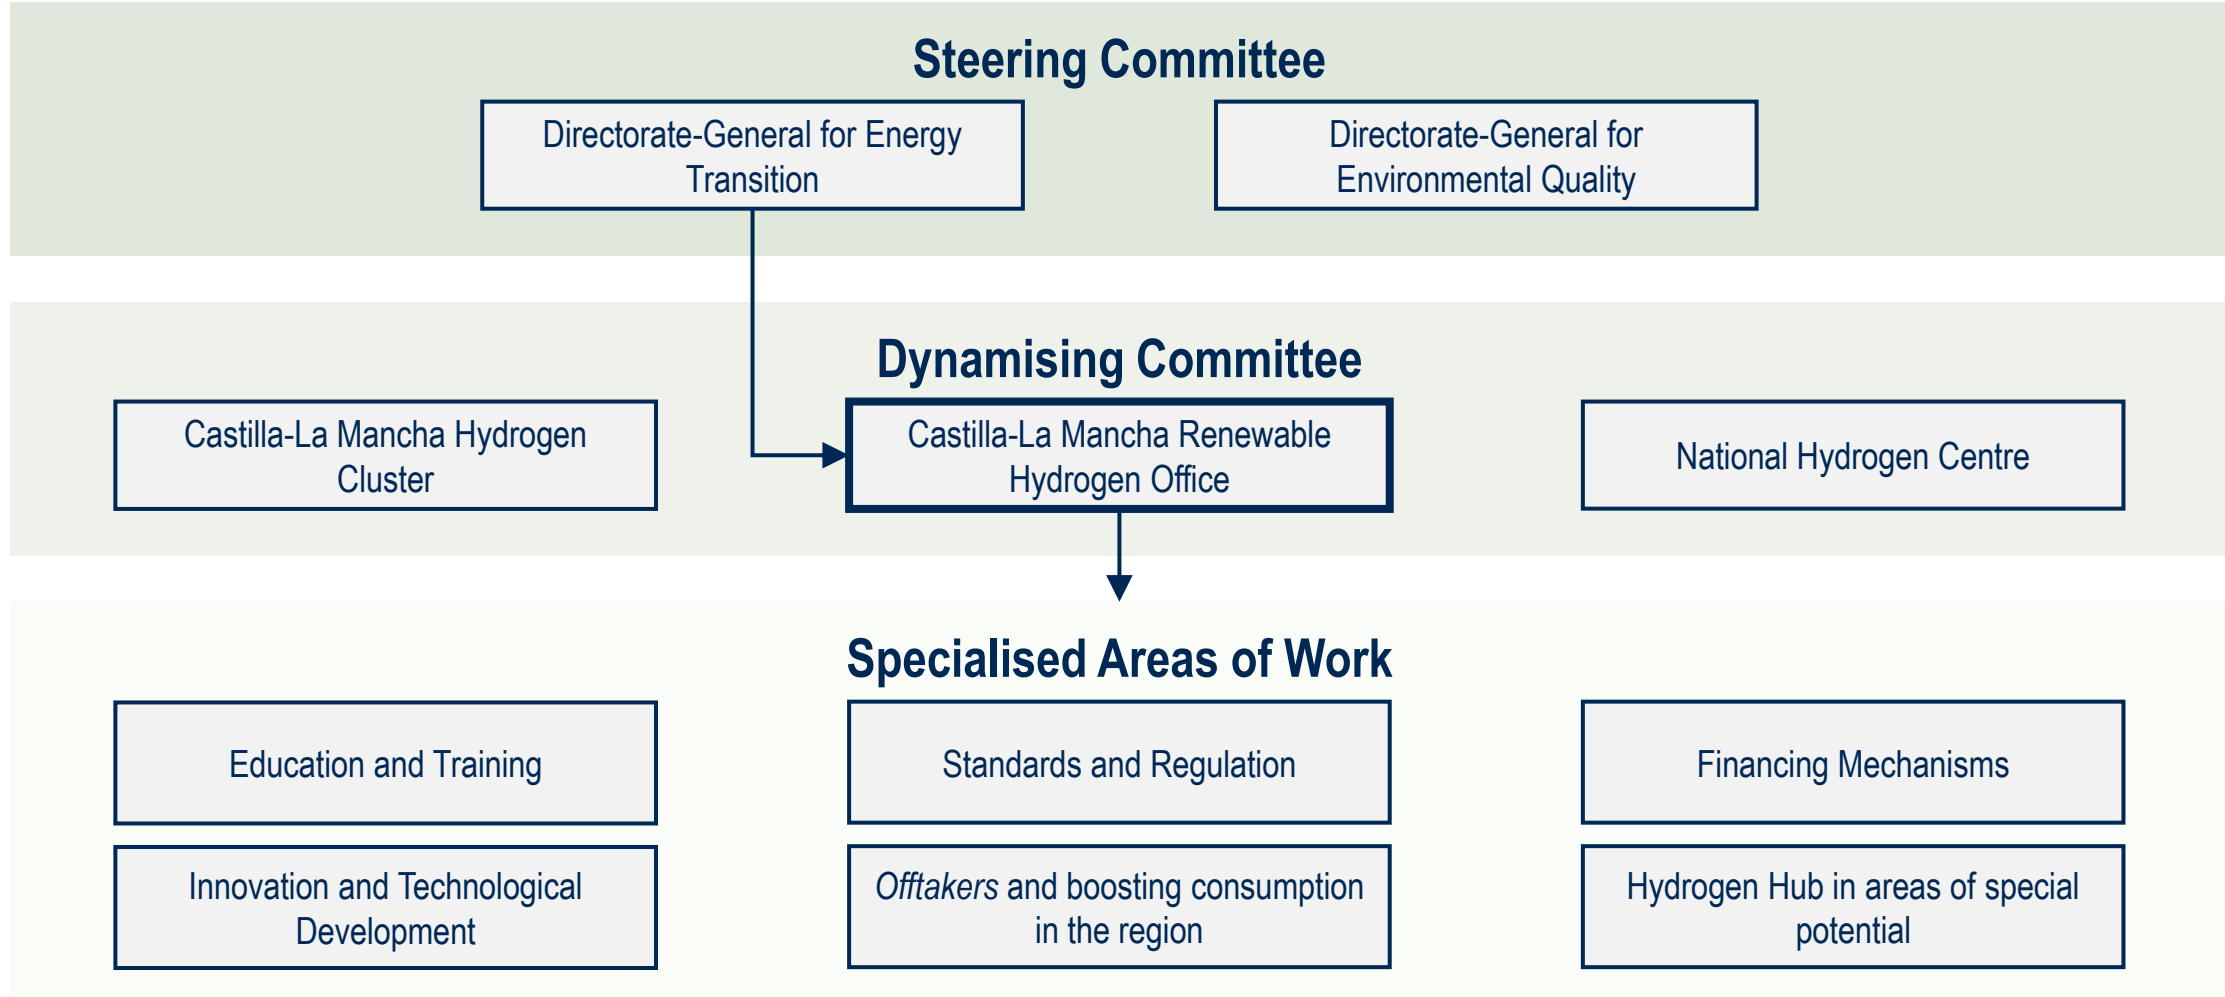 Steering Committee
Directorate-General for Energy
Transition
Directorate-General for
Environmental Quality
Dynamising Committee
Castilla-La Mancha Hydrogen
Cluster
Castilla-La Mancha Renewable
Hydrogen Office
National Hydrogen Centre
Specialised Areas of Work
Education and Training
Standards and Regulation
Financing Mechanisms
Innovation and Technological
Development
Offtakers and boosting consumption
in the region
Hydrogen Hub in areas of special
potential